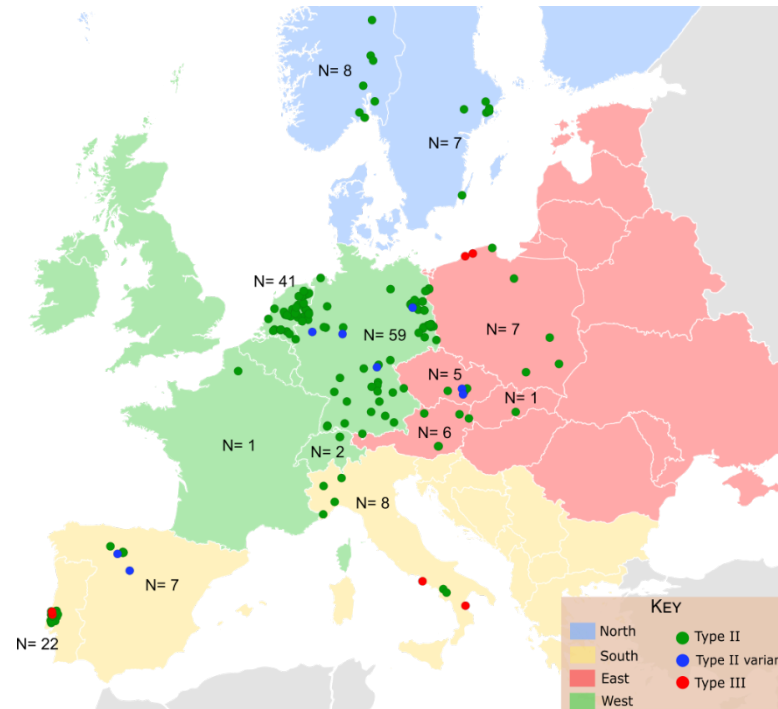 N= 8
N= 7
N= 41
N= 59
N= 7
N= 5
N= 1
N= 1
N= 6
N= 2
N= 8
N= 7
N= 22
KEY
North
South
East
West
Type II
Type II varian
Type III